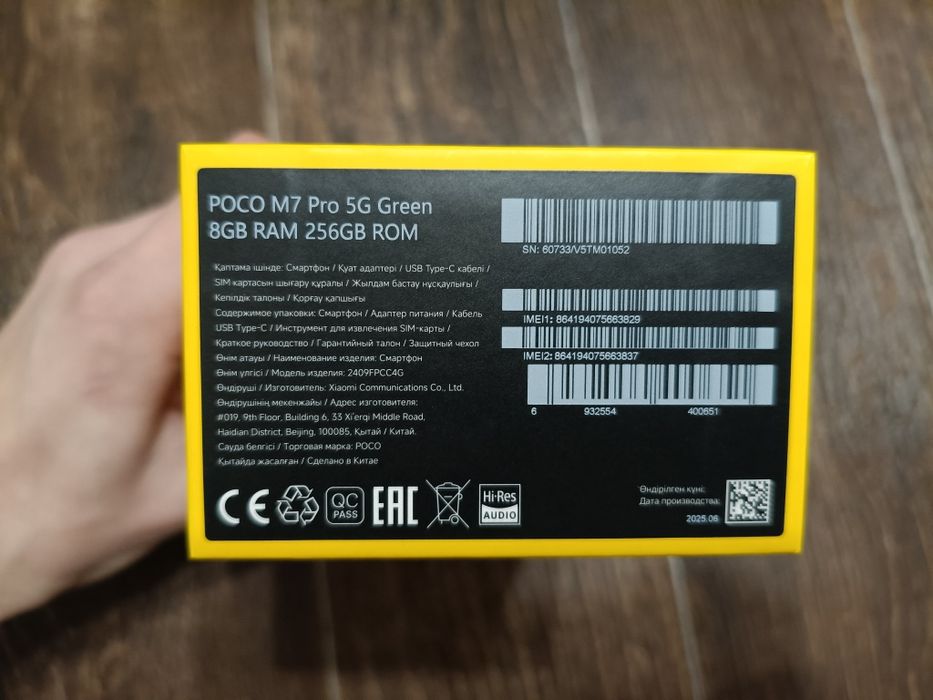 POCO M7 Pro 5G Green
8GB RAM 256GB ROM
Қаптама ішінде: Смартфон / Қуат адаптері / USB Type-C кабелі /
SIM картасын шығару құралы / Жылдам бастау нұсқаулығы /
Кепілдік талоны / Қорғау қапшығы
Содержимое упаковки: Смартфон / Адаптер питания / Кабель
USB Type-C / Инструмент для извлечения SIM-карты /
Краткое руководство / Гарантийный талон / Защитный чехол
Өнім атауы / Наименование изделия: Смартфон
Өнім үлгісі / Модель изделия: 2409FPCC4G
Өндіруші / Изготовитель: Xiaomi Communications Co., Ltd.
Өндірушінің мекенжайы / Адрес изготовителя:
#019, 9th Floor, Building 6, 33 Xi'erqi Middle Road,
Haidian District, Beijing, 100085, Қытай / Китай.
Сауда белгісі / Торговая марка: POCO
Қытайда жасалған / Сделано в Китае
CE QC PASS EAC Hi-Res AUDIO
SN: 60733/V5TM01052
IMEI1: 864194075663829
IMEI2: 864194075663837
6 932554 400651
Өндірілген күні:
Дата производства:
2025.06